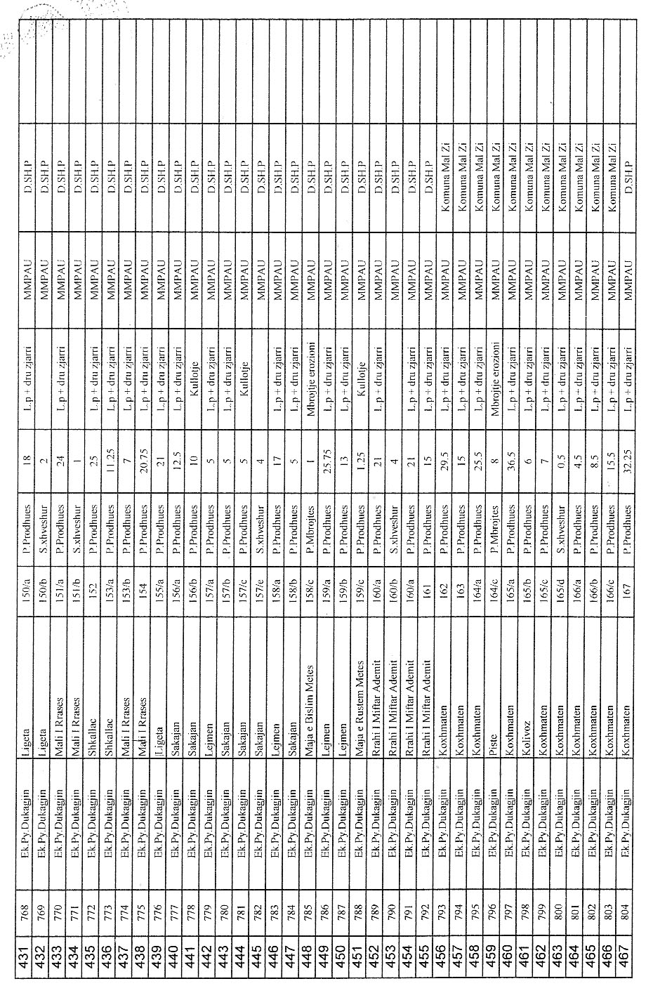 431 768 Ek.Py.Dukagjin Ligeta 150/a P.Prodhues 18 L.p + dru zjarri MMPAU D.SH.P
432 769 Ek.Py.Dukagjin Ligeta 150/b S.xhveshur 2 MMPAU D.SH.P
433 770 Ek.Py.Dukagjin Mali I Rrases 151/a P.Prodhues 24 L.p + dru zjarri MMPAU D.SH.P
434 771 Ek.Py.Dukagjin Mali I Rrases 151/b S.xhveshur 1 MMPAU D.SH.P
435 772 Ek.Py.Dukagjin Shkallac 152 P.Prodhues 25 L.p + dru zjarri MMPAU D.SH.P
436 773 Ek.Py.Dukagjin Shkallac 153/a P.Prodhues 11.25 L.p + dru zjarri MMPAU D.SH.P
437 774 Ek.Py.Dukagjin Mali I Rrases 153/b P.Prodhues 7 L.p + dru zjarri MMPAU D.SH.P
438 775 Ek.Py.Dukagjin Mali I Rrases 154 P.Prodhues 20.75 L.p + dru zjarri MMPAU D.SH.P
439 776 Ek.Py.Dukagjin Ligeta 155/a P.Prodhues 21 L.p + dru zjarri MMPAU D.SH.P
440 777 Ek.Py.Dukagjin Sakajan 156/a P.Prodhues 12.5 L.p + dru zjarri MMPAU D.SH.P
441 778 Ek.Py.Dukagjin Sakajan 156/b P.Prodhues 10 Kullotje MMPAU D.SH.P
442 779 Ek.Py.Dukagjin Lejmen 157/a P.Prodhues 5 L.p + dru zjarri MMPAU D.SH.P
443 780 Ek.Py.Dukagjin Sakajan 157/b P.Prodhues 5 L.p + dru zjarri MMPAU D.SH.P
444 781 Ek.Py.Dukagjin Sakajan 157/c P.Prodhues 5 Kullotje MMPAU D.SH.P
445 782 Ek.Py.Dukagjin Sakajan 157/e S.xhveshur 4 MMPAU D.SH.P
446 783 Ek.Py.Dukagjin Lejmen 158/a P.Prodhues 17 L.p + dru zjarri MMPAU D.SH.P
447 784 Ek.Py.Dukagjin Sakajan 158/b P.Prodhues 5 L.p + dru zjarri MMPAU D.SH.P
448 785 Ek.Py.Dukagjin Maja e Bislim Metes 158/c P.Mbrojtes 1 Mbrojtje erozioni MMPAU D.SH.P
449 786 Ek.Py.Dukagjin Lejmen 159/a P.Prodhues 25.75 L.p + dru zjarri MMPAU D.SH.P
450 787 Ek.Py.Dukagjin Lejmen 159/b P.Prodhues 13 L.p + dru zjarri MMPAU D.SH.P
451 788 Ek.Py.Dukagjin Maja e Rustem Metes 159/c P.Prodhues 1.25 Kullotje MMPAU D.SH.P
452 789 Ek.Py.Dukagjin Rrahi I Miftar Ademit 160/a P.Prodhues 21 L.p + dru zjarri MMPAU D.SH.P
453 790 Ek.Py.Dukagjin Rrahi I Miftar Ademit 160/b S.xhveshur 4 MMPAU D.SH.P
454 791 Ek.Py.Dukagjin Rrahi I Miftar Ademit 160/a P.Prodhues 21 L.p + dru zjarri MMPAU D.SH.P
455 792 Ek.Py.Dukagjin Rrahi I Miftar Ademit 161 P.Prodhues 15 L.p + dru zjarri MMPAU D.SH.P
456 793 Ek.Py.Dukagjin Koxhmaten 162 P.Prodhues 29.5 L.p + dru zjarri MMPAU Komuna Mal Zi
457 794 Ek.Py.Dukagjin Koxhmaten 163 P.Prodhues 15 L.p + dru zjarri MMPAU Komuna Mal Zi
458 795 Ek.Py.Dukagjin Koxhmaten 164/a P.Prodhues 25.5 L.p + dru zjarri MMPAU Komuna Mal Zi
459 796 Ek.Py.Dukagjin Piste 164/c P.Mbrojtes 8 Mbrojtje erozioni MMPAU Komuna Mal Zi
460 797 Ek.Py.Dukagjin Koxhmaten 165/a P.Prodhues 36.5 L.p + dru zjarri MMPAU Komuna Mal Zi
461 798 Ek.Py.Dukagjin Kolivoz 165/b P.Prodhues 6 L.p + dru zjarri MMPAU Komuna Mal Zi
462 799 Ek.Py.Dukagjin Koxhmaten 165/c P.Prodhues 7 L.p + dru zjarri MMPAU Komuna Mal Zi
463 800 Ek.Py.Dukagjin Koxhmaten 165/d S.xhveshur 0.5 L.p + dru zjarri MMPAU Komuna Mal Zi
464 801 Ek.Py.Dukagjin Koxhmaten 166/a P.Prodhues 4.5 L.p + dru zjarri MMPAU Komuna Mal Zi
465 802 Ek.Py.Dukagjin Koxhmaten 166/b P.Prodhues 8.5 L.p + dru zjarri MMPAU Komuna Mal Zi
466 803 Ek.Py.Dukagjin Koxhmaten 166/c P.Prodhues 15.5 L.p + dru zjarri MMPAU Komuna Mal Zi
467 804 Ek.Py.Dukagjin Koxhmaten 167 P.Prodhues 32.25 L.p + dru zjarri MMPAU D.SH.P